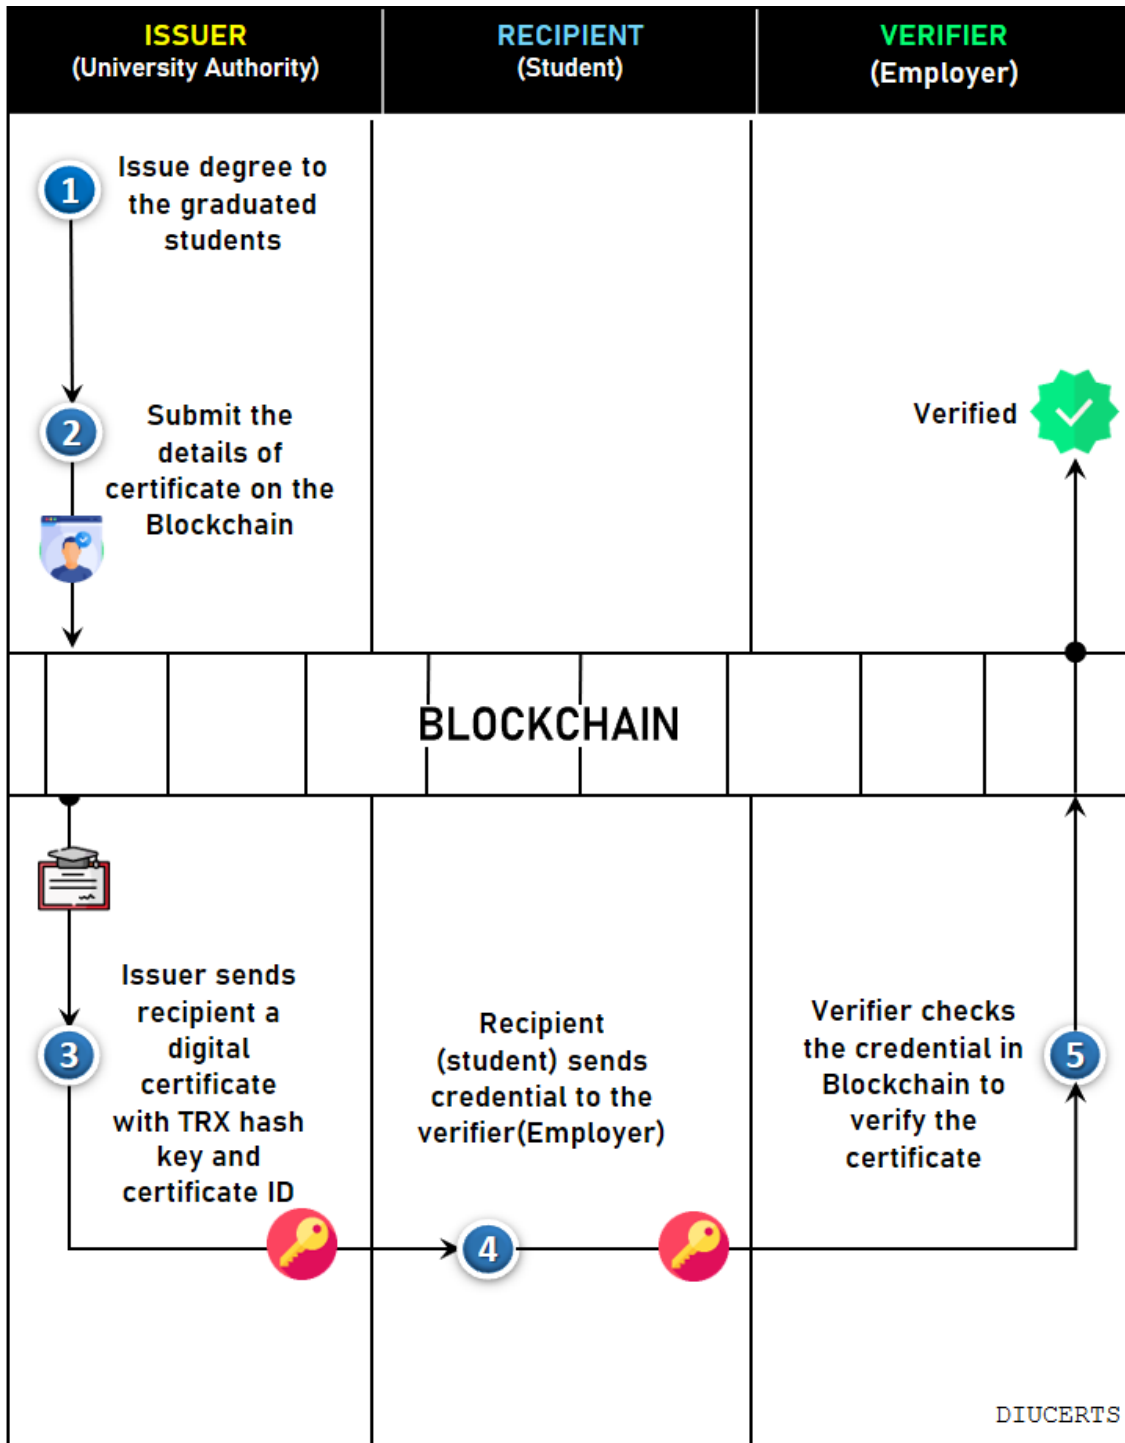 ISSUER
(University Authority)
RECIPIENT
(Student)
VERIFIER
(Employer)
1
Issue degree to
the graduated
students
2
Submit the
details of
certificate on the
Blockchain
Verified
BLOCKCHAIN
3
Issuer sends
recipient a
digital
certificate
with TRX hash
key and
certificate ID
Recipient
(student) sends
credential to the
verifier(Employer)
4
Verifier checks
the credential in
Blockchain to
verify the
certificate
5
DIUCERTS